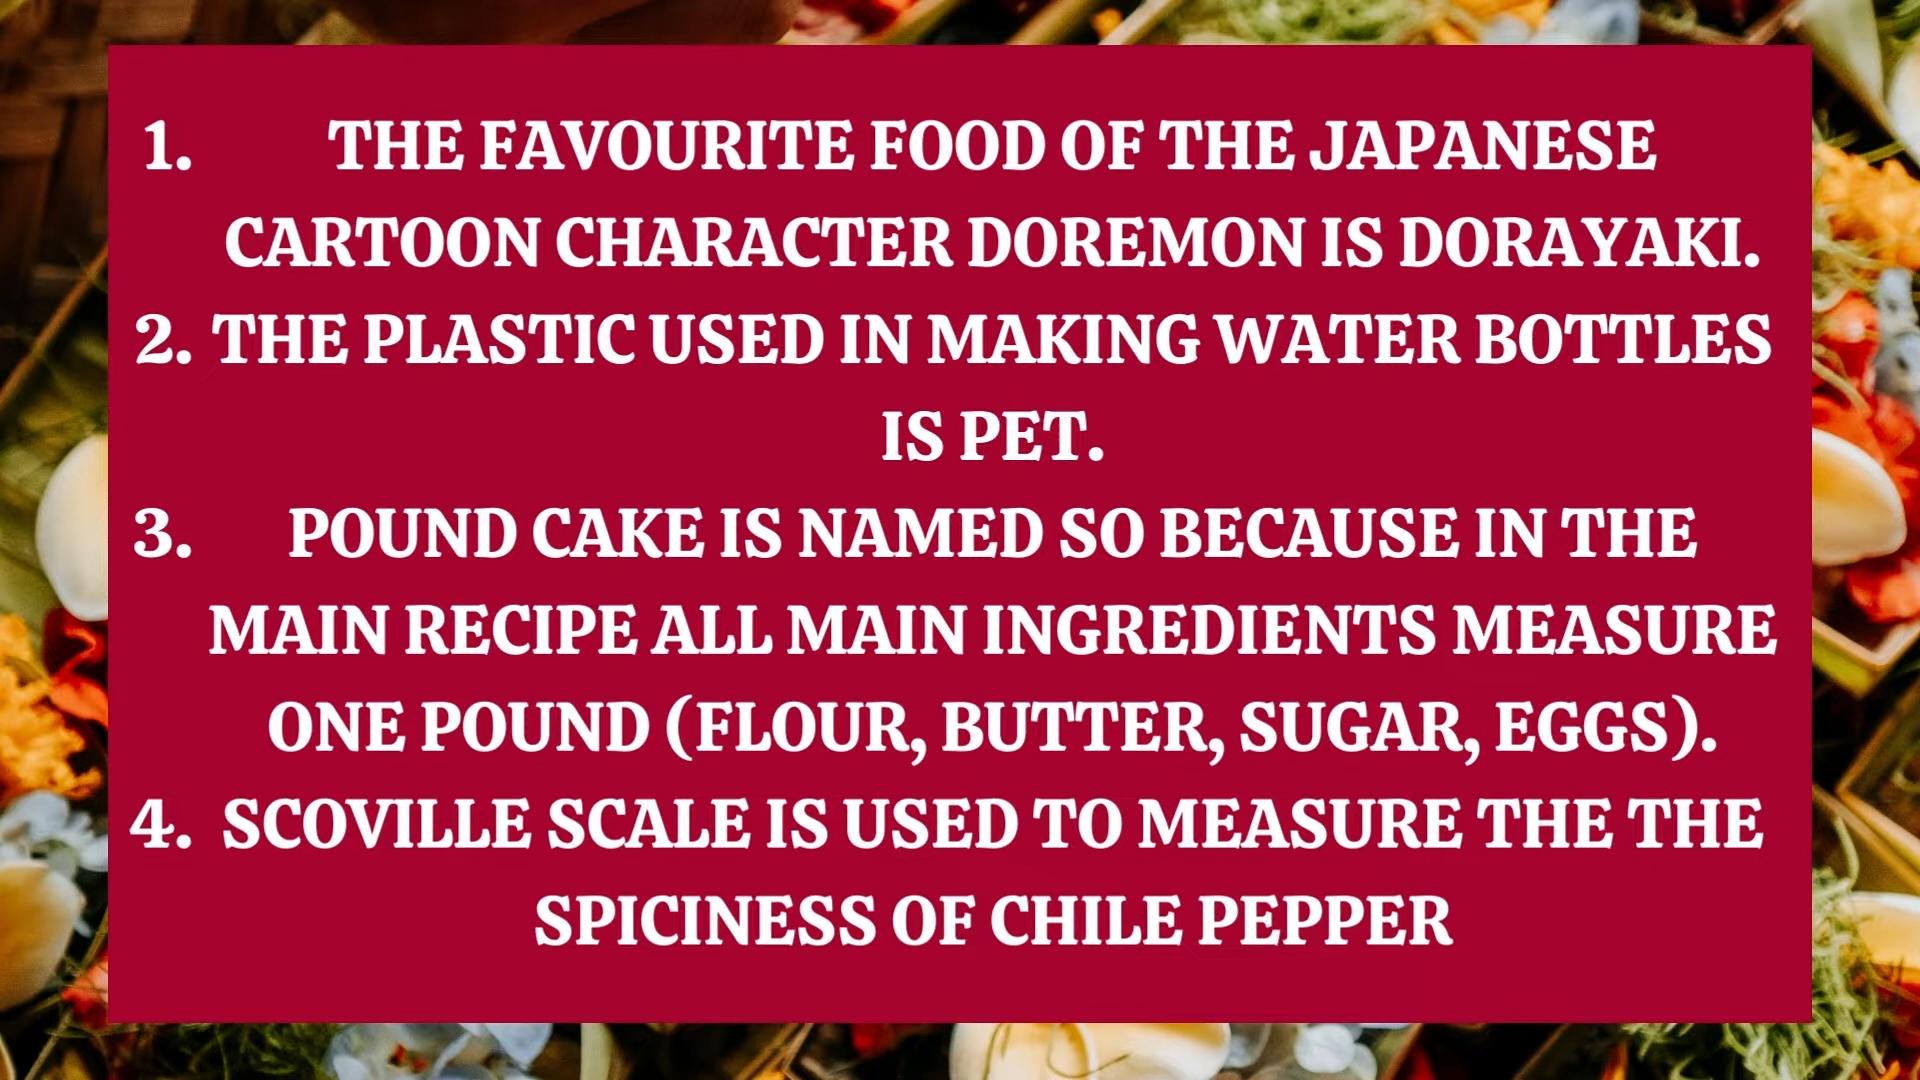 1. THE FAVOURITE FOOD OF THE JAPANESE
CARTOON CHARACTER DOREMON IS DORAYAKI.
2. THE PLASTIC USED IN MAKING WATER BOTTLES
IS PET.
3. POUND CAKE IS NAMED SO BECAUSE IN THE
MAIN RECIPE ALL MAIN INGREDIENTS MEASURE
ONE POUND (FLOUR, BUTTER, SUGAR, EGGS).
4. SCOVILLE SCALE IS USED TO MEASURE THE THE
SPICINESS OF CHILE PEPPER